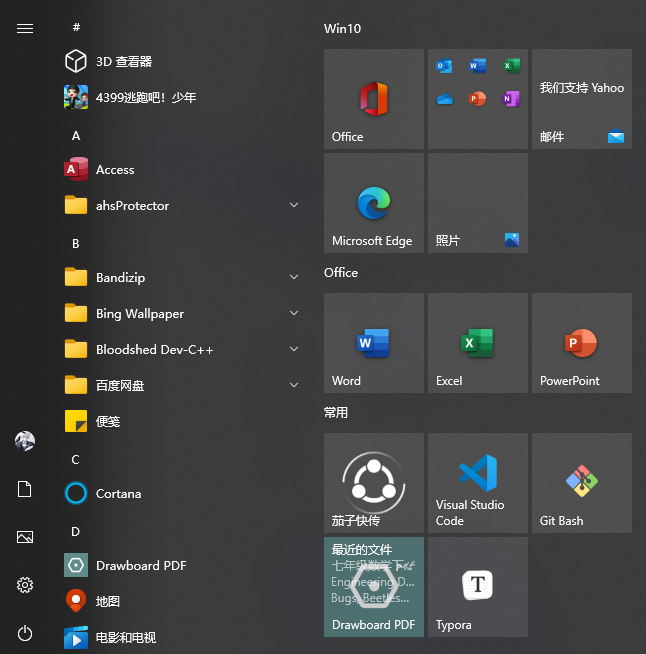 #
3D 查看器
4399逃跑吧！少年
A
Access
ahsProtector
B
Bandizip
Bing Wallpaper
Bloodshed Dev-C++
百度网盘
便笺
C
Cortana
D
Drawboard PDF
地图
电影和电视
Win10
Office
我们支持 Yahoo
邮件
Microsoft Edge
照片
Office
Word
Excel
PowerPoint
常用
茄子快传
Visual Studio
Code
Git Bash
最近的文件
七年级数学下
Engineering D...
Bugs, Beetles...
Drawboard PDF
T
Typora